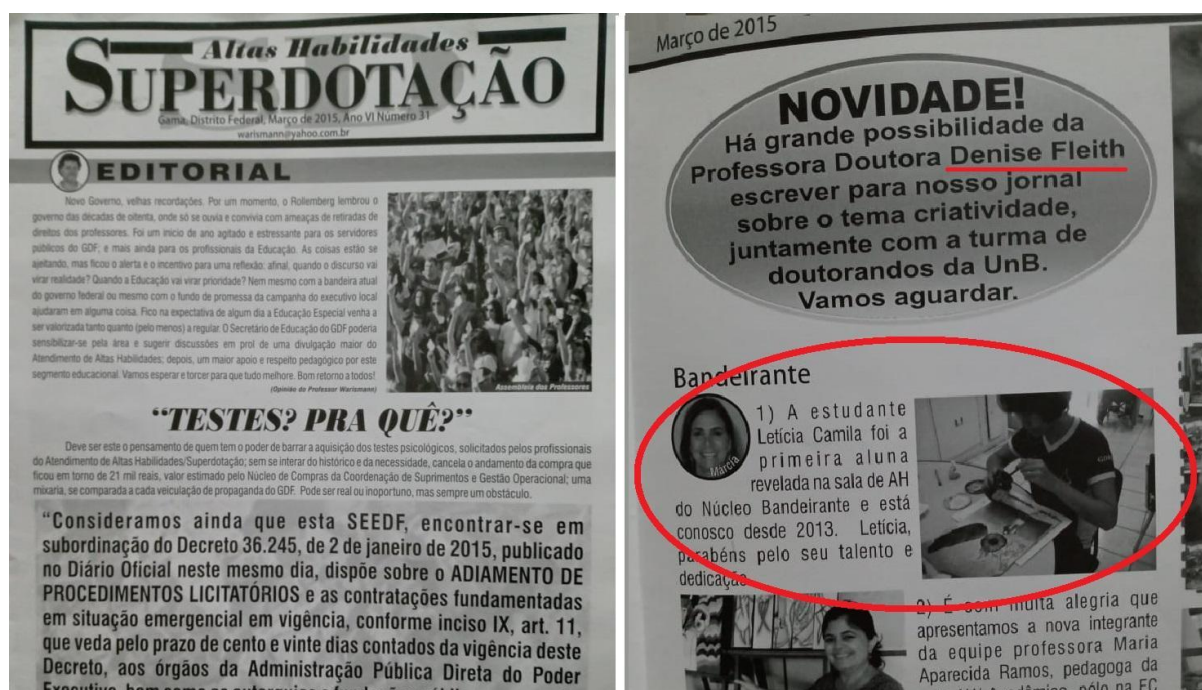 Altas Habilidades
SUPERDOTAÇÃO
Gama, Distrito Federal, Março de 2015, Ano VI Número 31
warismann@yahoo.com.br
EDITORIAL
Novo Governo, velhas recordações. Por um momento, o Rollemberg lembrou o
governo das décadas de oitenta, onde só se ouvia e convivia com ameaças de retiradas de
direitos dos professores. Foi um inicio de ano agitado e estressante para os servidores
públicos do GDF; e mais ainda para os profissionais da Educação. As coisas estão se
ajeitando, mas ficou o alerta e o incentivo para uma reflexão; afinal, quando o discurso vai
virar realidade? Quando a Educação vai virar prioridade? Nem mesmo com a bandeira atual
do governo federal ou mesmo com o fundo de promessa da campanha do executivo local
ajudaram em alguma coisa. Fico na expectativa de algum dia a Educação Especial venha a
ser valorizada tanto quanto (pelo menos) a regular. O Secretário de Educação do GDF poderia
sensibilizar-se pela área e sugerir discussões em prol de uma divulgação maior do
Atendimento de Altas Habilidades; depois, um maior apoio e respeito pedagógico por este
segmento educacional. Vamos esperar e torcer para que tudo melhore. Bom retorno a todos!
(Opinião do Professor Warismann)
Assembleia dos Professores
“TESTES? PRA QUÊ?”
Deve ser este o pensamento de quem tem o poder de barrar a aquisição dos testes psicológicos, solicitados pelos profissionais
do Atendimento de Altas Habilidades/Superdotação; sem se interar do histórico e da necessidade, cancela o andamento da compra que
ficou em torno de 21 mil reais, valor estimado pelo Núcleo de Compras da Coordenação de Suprimentos e Gestão Operacional; uma
mixaria, se comparada a cada veiculação de propaganda do GDF. Pode ser real ou inoportuno, mas sempre um obstáculo.
“Consideramos ainda que esta SEEDF, encontrar-se em
subordinação do Decreto 36.245, de 2 de janeiro de 2015, publicado
no Diário Oficial neste mesmo dia, dispõe sobre o ADIAMENTO DE
PROCEDIMENTOS LICITATÓRIOS e as contratações fundamentadas
em situação emergencial em vigência, conforme inciso IX, art. 11,
que veda pelo prazo de cento e vinte dias contados da vigência deste
Decreto, aos órgãos da Administração Pública Direta do Poder
Março de 2015
NOVIDADE!
Há grande possibilidade da
Professora Doutora Denise Fleith
escrever para nosso jornal
sobre o tema criatividade,
juntamente com a turma de
doutorandos da UnB.
Vamos aguardar.
Bandeirante
Marcia
1) A estudante
Letícia Camila foi a
primeira aluna
revelada na sala de AH
do Núcleo Bandeirante e está
conosco desde 2013. Letícia,
parabéns pelo seu talento e
dedicação
2) É com muita alegria que
apresentamos a nova integrante
da equipe professora Maria
Aparecida Ramos, pedagoga da